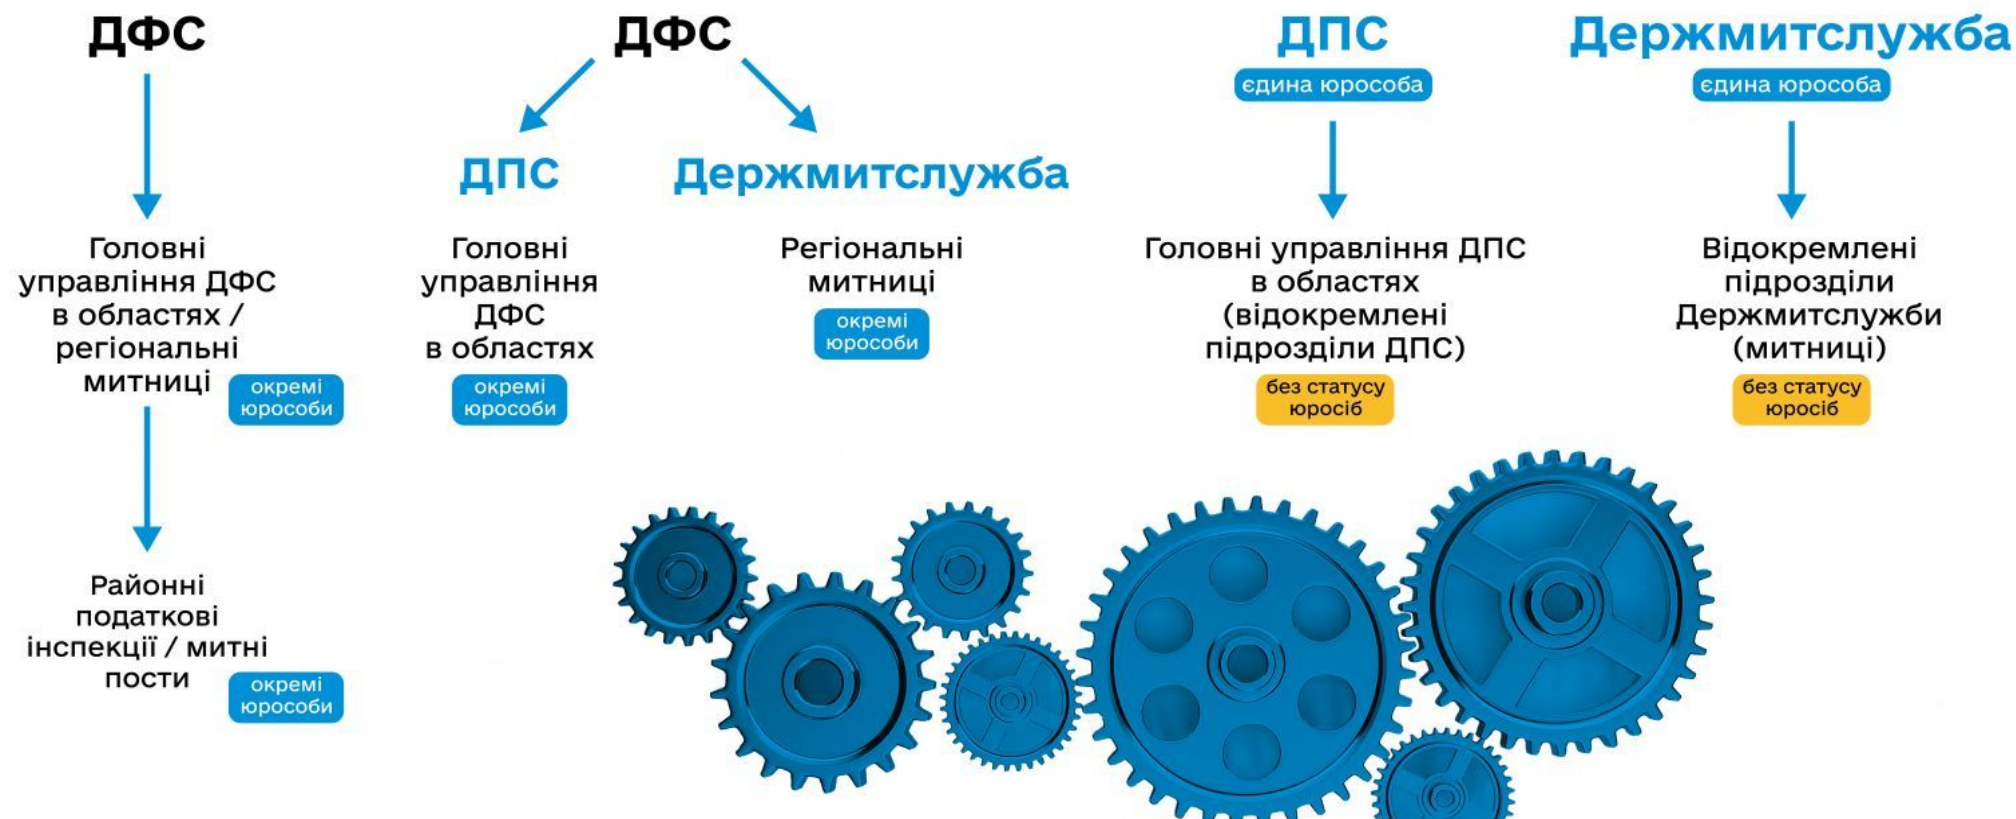 ДФС
Головні
управління ДФС
в областях /
регіональні
митниці
окремі
юрособи
Районні
податкові
інспекції / митні
пости
окремі
юрособи
ДФС
ДПС
Головні
управління
ДФС
в областях
окремі
юрособи
Держмитслужба
Регіональні
митниці
окремі
юрособи
ДПС
єдина юрособа
Головні управління ДПС
в областях
(відокремлені
підрозділи ДПС)
без статусу
юросіб
Держмитслужба
єдина юрособа
Відокремлені
підрозділи
Держмитслужби
(митниці)
без статусу
юросіб